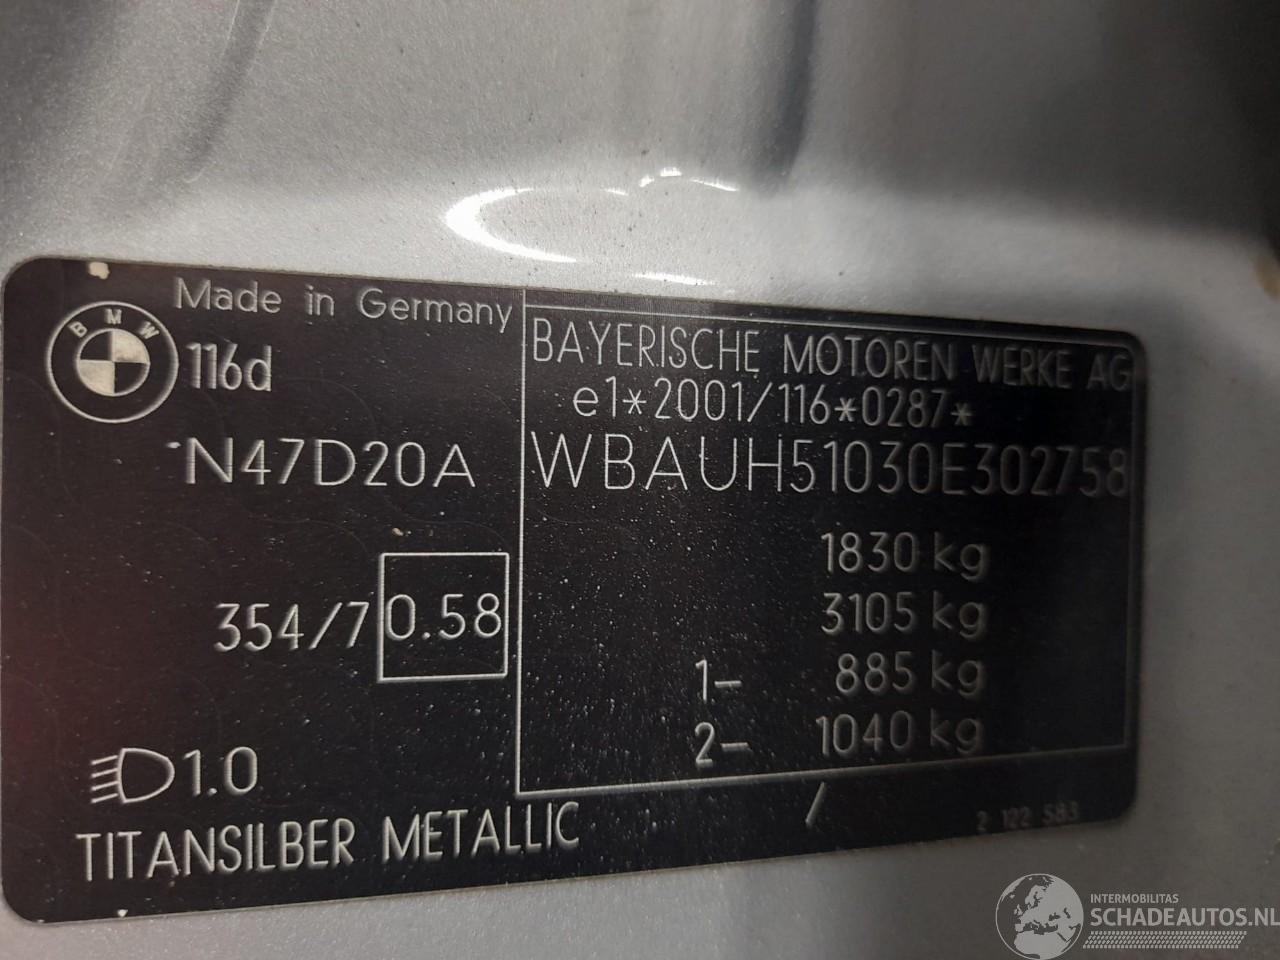 Made in Germany
BMW
116d
N47D20A
354/7 0.58
1.0
TITANSILBER METALLIC
BAYERISCHE MOTOREN WERKE AG
e1*2001/116*0287*
WBAUH51030E302758
1830 kg
3105 kg
1- 885 kg
2- 1040 kg
/
2 122 583
INTERMOBILITAS
SCHADEAUTOS.NL